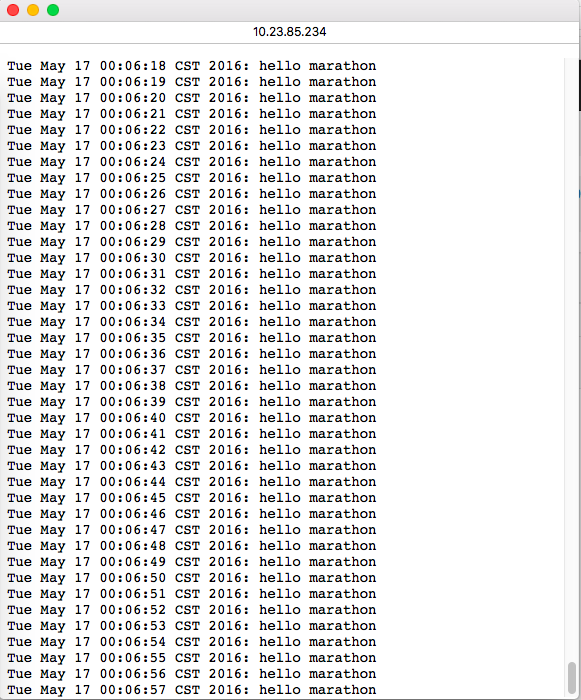 10.23.85.234
Tue May 17 00:06:18 CST 2016: hello marathon
Tue May 17 00:06:19 CST 2016: hello marathon
Tue May 17 00:06:20 CST 2016: hello marathon
Tue May 17 00:06:21 CST 2016: hello marathon
Tue May 17 00:06:22 CST 2016: hello marathon
Tue May 17 00:06:23 CST 2016: hello marathon
Tue May 17 00:06:24 CST 2016: hello marathon
Tue May 17 00:06:25 CST 2016: hello marathon
Tue May 17 00:06:26 CST 2016: hello marathon
Tue May 17 00:06:27 CST 2016: hello marathon
Tue May 17 00:06:28 CST 2016: hello marathon
Tue May 17 00:06:29 CST 2016: hello marathon
Tue May 17 00:06:30 CST 2016: hello marathon
Tue May 17 00:06:31 CST 2016: hello marathon
Tue May 17 00:06:32 CST 2016: hello marathon
Tue May 17 00:06:33 CST 2016: hello marathon
Tue May 17 00:06:34 CST 2016: hello marathon
Tue May 17 00:06:35 CST 2016: hello marathon
Tue May 17 00:06:36 CST 2016: hello marathon
Tue May 17 00:06:37 CST 2016: hello marathon
Tue May 17 00:06:38 CST 2016: hello marathon
Tue May 17 00:06:39 CST 2016: hello marathon
Tue May 17 00:06:40 CST 2016: hello marathon
Tue May 17 00:06:41 CST 2016: hello marathon
Tue May 17 00:06:42 CST 2016: hello marathon
Tue May 17 00:06:43 CST 2016: hello marathon
Tue May 17 00:06:44 CST 2016: hello marathon
Tue May 17 00:06:45 CST 2016: hello marathon
Tue May 17 00:06:46 CST 2016: hello marathon
Tue May 17 00:06:47 CST 2016: hello marathon
Tue May 17 00:06:48 CST 2016: hello marathon
Tue May 17 00:06:49 CST 2016: hello marathon
Tue May 17 00:06:50 CST 2016: hello marathon
Tue May 17 00:06:51 CST 2016: hello marathon
Tue May 17 00:06:52 CST 2016: hello marathon
Tue May 17 00:06:53 CST 2016: hello marathon
Tue May 17 00:06:54 CST 2016: hello marathon
Tue May 17 00:06:55 CST 2016: hello marathon
Tue May 17 00:06:56 CST 2016: hello marathon
Tue May 17 00:06:57 CST 2016: hello marathon